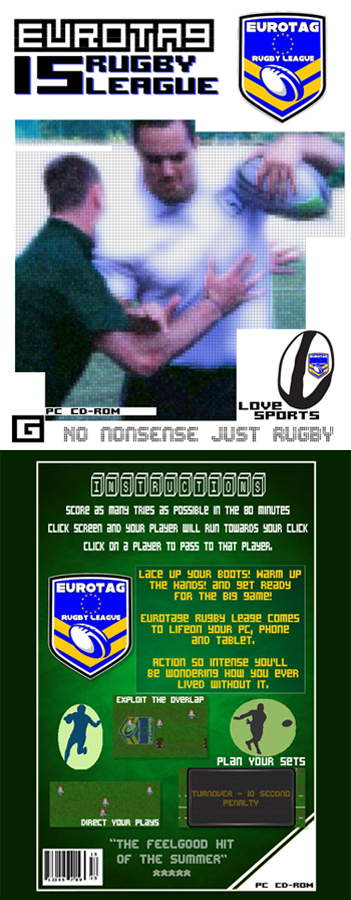 EUROTAG
IS RUGBY
LEAGUE
EUROTAG
RUGBY LEAGUE
EUROTAG
RUGBY LEAGUE
LOVE
SPORTS
PC CD-ROM
G NO NONSENSE JUST RUGBY
INSTRUCTIONS
SCORE AS MANY TRIES AS POSSIBLE IN THE 80 MINUTES
CLICK SCREEN AND YOUR PLAYER WILL RUN TOWARDS YOUR CLICK
CLICK ON A PLAYER TO PASS TO THAT PLAYER.
EUROTAG
RUGBY LEAGUE
LACE UP YOUR BOOTS! WARM UP
THE HANDS! AND GET READY
FOR THE BIG GAME!
EUROTAGE RUGBY LEAGE COMES
TO LIFEON YOUR PC, PHONE
AND TABLET.
ACTION SO INTENSE YOU'LL
BE WONDERING HOW YOU EVER
LIVED WITHOUT IT.
EXPLOIT THE OVERLAP
PLAN YOUR SETS
DIRECT YOUR PLAYS
TURNOVER - 10 SECOND
PENALTY
"THE FEELGOOD HIT
OF THE SUMMER"
★★★★★
PC CD-ROM